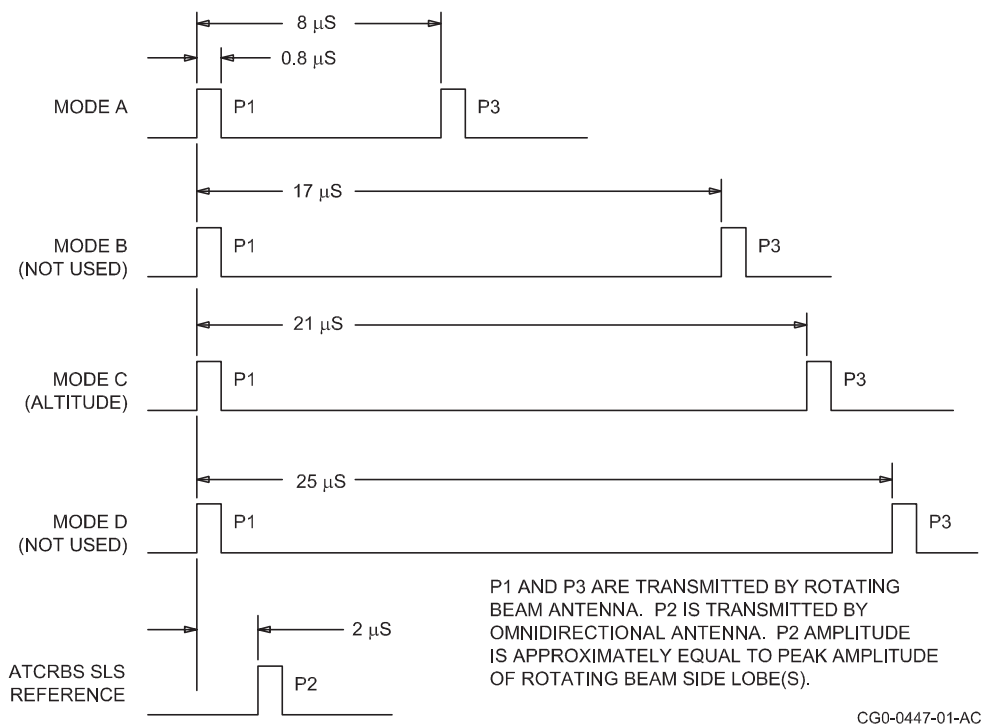 8 μS
0.8 μS
MODE A
P1
P3
17 μS
MODE B
(NOT USED)
P1
P3
21 μS
MODE C
(ALTITUDE)
P1
P3
25 μS
MODE D
(NOT USED)
P1
P3
2 μS
ATCRBS SLS
REFERENCE
P2
P1 AND P3 ARE TRANSMITTED BY ROTATING
BEAM ANTENNA. P2 IS TRANSMITTED BY
OMNIDIRECTIONAL ANTENNA. P2 AMPLITUDE
IS APPROXIMATELY EQUAL TO PEAK AMPLITUDE
OF ROTATING BEAM SIDE LOBE(S).
CG0-0447-01-AC